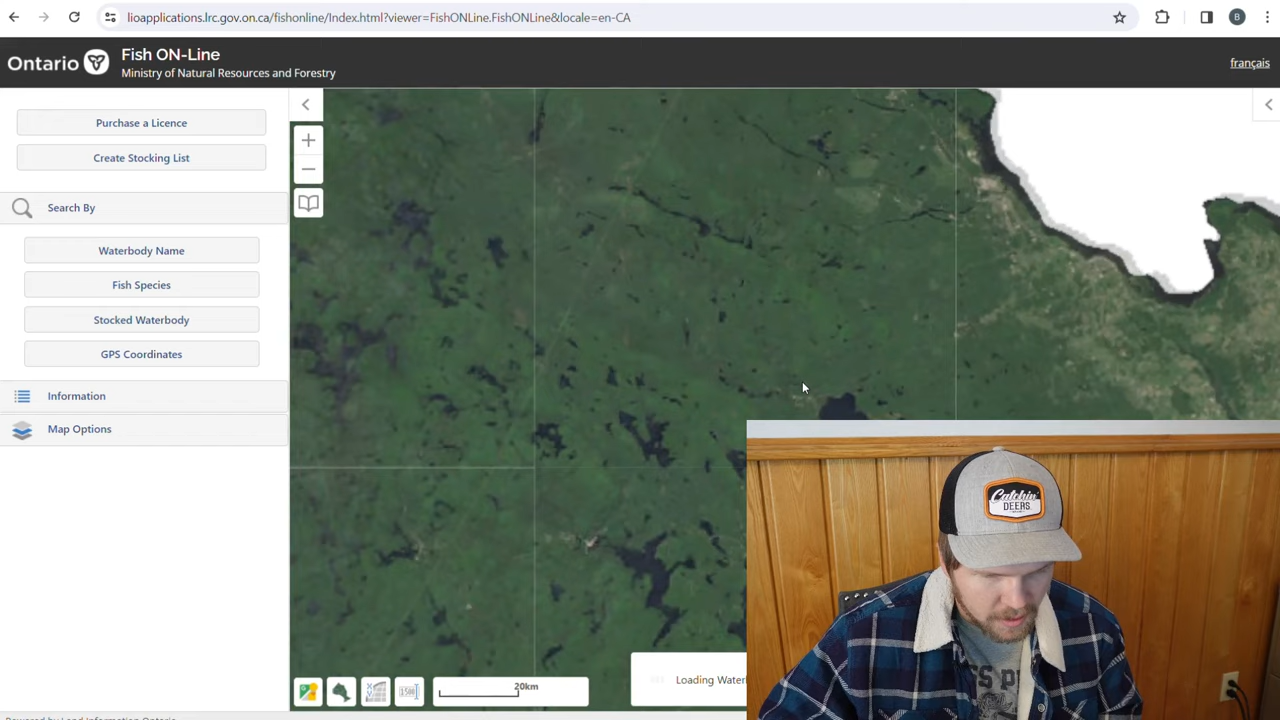 lioapplications.lrc.gov.on.ca/fishonline/Index.html?viewer=FishONLine.FishONLine&locale=en-CA
B
Ontario
Fish ON-Line
Ministry of Natural Resources and Forestry
français
Purchase a Licence
Create Stocking List
Search By
Waterbody Name
Fish Species
Stocked Waterbody
GPS Coordinates
Information
Map Options
20km
Loading Water
Catchin'
DEERS